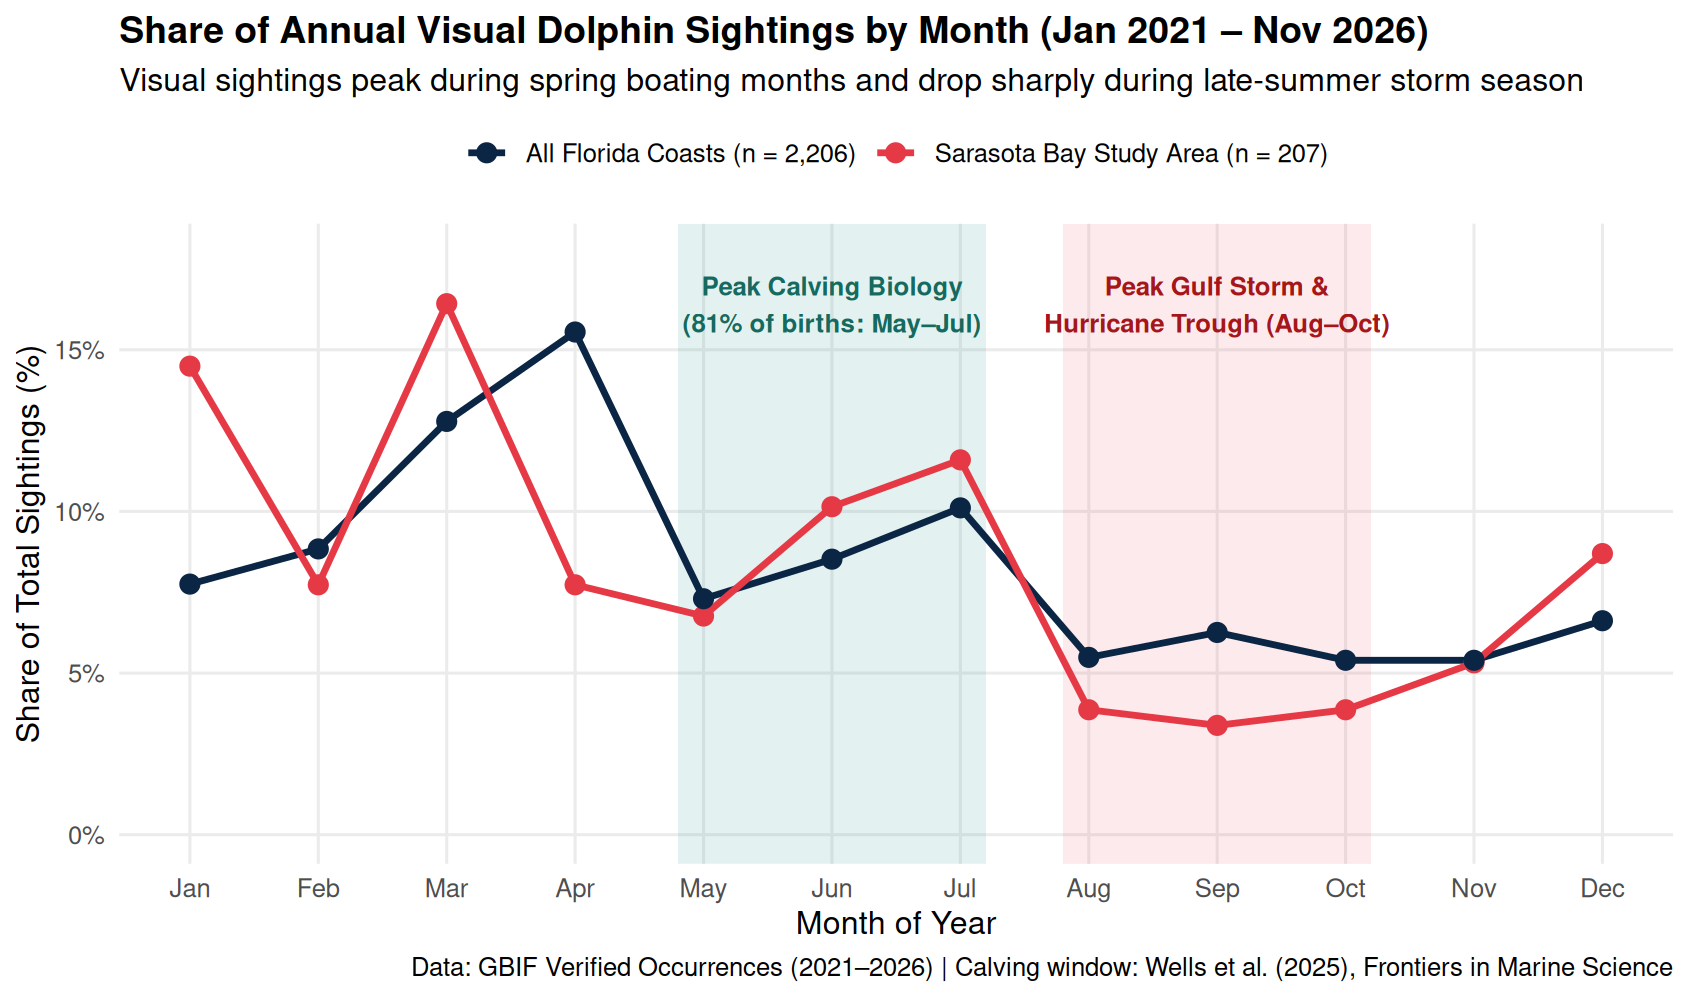 Share of Annual Visual Dolphin Sightings by Month (Jan 2021 – Nov 2026)
Visual sightings peak during spring boating months and drop sharply during late-summer storm season
All Florida Coasts (n = 2,206)
Sarasota Bay Study Area (n = 207)
Peak Calving Biology
(81% of births: May–Jul)
Peak Gulf Storm &
Hurricane Trough (Aug–Oct)
Share of Total Sightings (%)
15%
10%
5%
0%
Jan
Feb
Mar
Apr
May
Jun
Jul
Aug
Sep
Oct
Nov
Dec
Month of Year
Data: GBIF Verified Occurrences (2021–2026) | Calving window: Wells et al. (2025), Frontiers in Marine Science